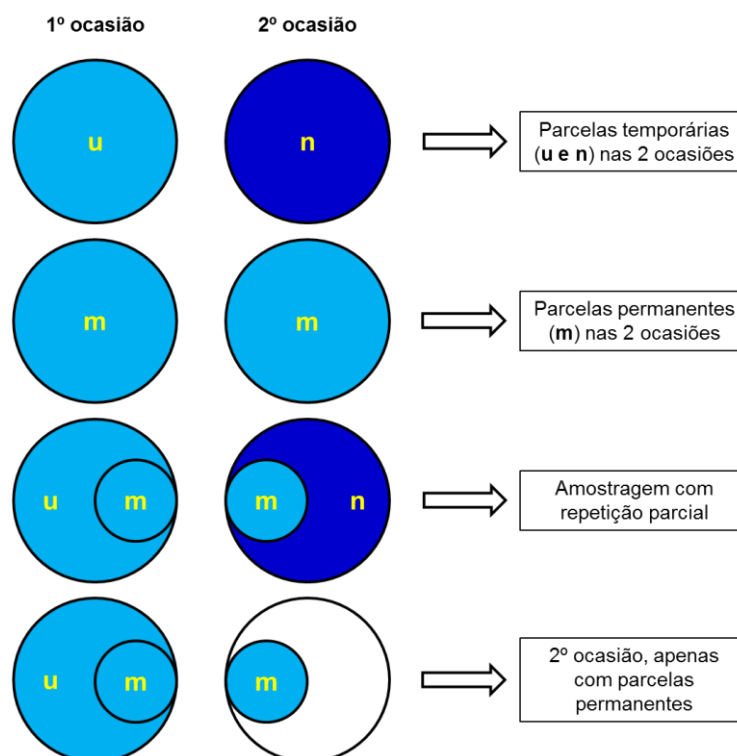 1º ocasião
2º ocasião
u
n
Parcelas temporárias
(u e n) nas 2 ocasiões
m
m
Parcelas permanentes
(m) nas 2 ocasiões
u
m
m
n
Amostragem com
repetição parcial
u
m
m
2º ocasião, apenas
com parcelas
permanentes